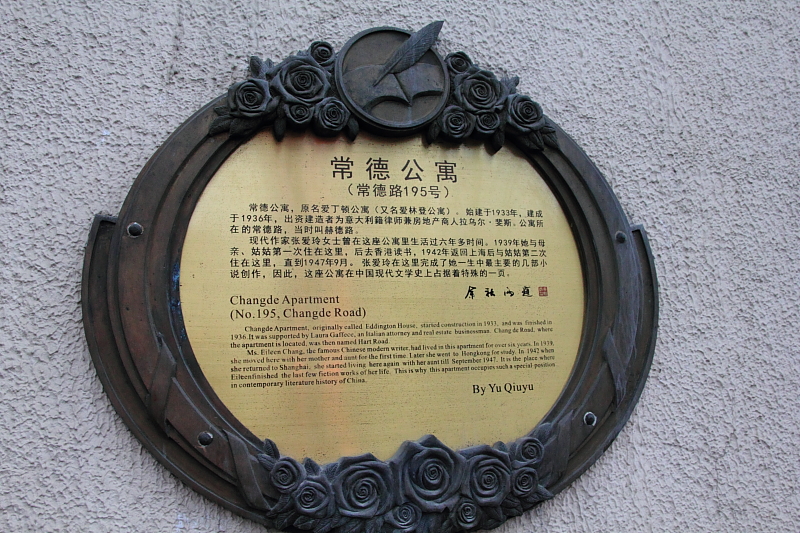 常德公寓
（常德路195号）
常德公寓，原名爱丁顿公寓（又名爱林登公寓）。始建于1933年，建成
于1936年，出资建造者为意大利籍律师兼房地产商人拉乌尔·斐斯。公寓所
在的常德路，当时叫赫德路。
现代作家张爱玲女士曾在这座公寓里生活过六年多时间。1939年她与母
亲、姑姑第一次住在这里，后去香港读书，1942年返回上海后与姑姑第二次
住在这里，直到1947年9月。 张爱玲在这里完成了她一生中最主要的几部小
说创作，因此，这座公寓在中国现代文学史上占据着特殊的一页。
Changde Apartment
(No.195, Changde Road)
Changde Apartment, originally called Eddington House, started construction in 1933, and was finished in
1936. It was supported by Laura Gaffece, an Italian attorney and real estate businessman. Chang de Road, where
the apartment is located, was then named Hart Road.
Ms. Eileen Chang, the famous Chinese modern writer, had lived in this apartment for over six years. In 1939,
she moved here with her mother and aunt for the first time. Later she went to Hongkong for study. In 1942 when
she returned to Shanghai, she started living here again with her aunt till September 1947. It is the place where
Eileenfinished the last few fiction works of her life. This is why this apartment occupies such a special position
in contemporary literature history of China.
By Yu Qiuyu